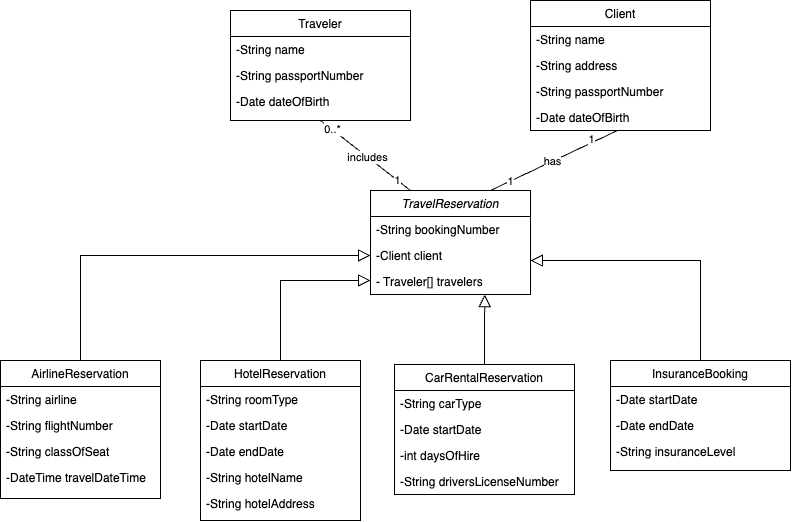 Traveler
-String name
-String passportNumber
-Date dateOfBirth
Client
-String name
-String address
-String passportNumber
-Date dateOfBirth
0..*
includes
1
1
has
1
TravelReservation
-String bookingNumber
-Client client
- Traveler[] travelers
AirlineReservation
-String airline
-String flightNumber
-String classOfSeat
-DateTime travelDateTime
HotelReservation
-String roomType
-Date startDate
-Date endDate
-String hotelName
-String hotelAddress
CarRentalReservation
-String carType
-Date startDate
-int daysOfHire
-String driversLicenseNumber
InsuranceBooking
-Date startDate
-Date endDate
-String insuranceLevel